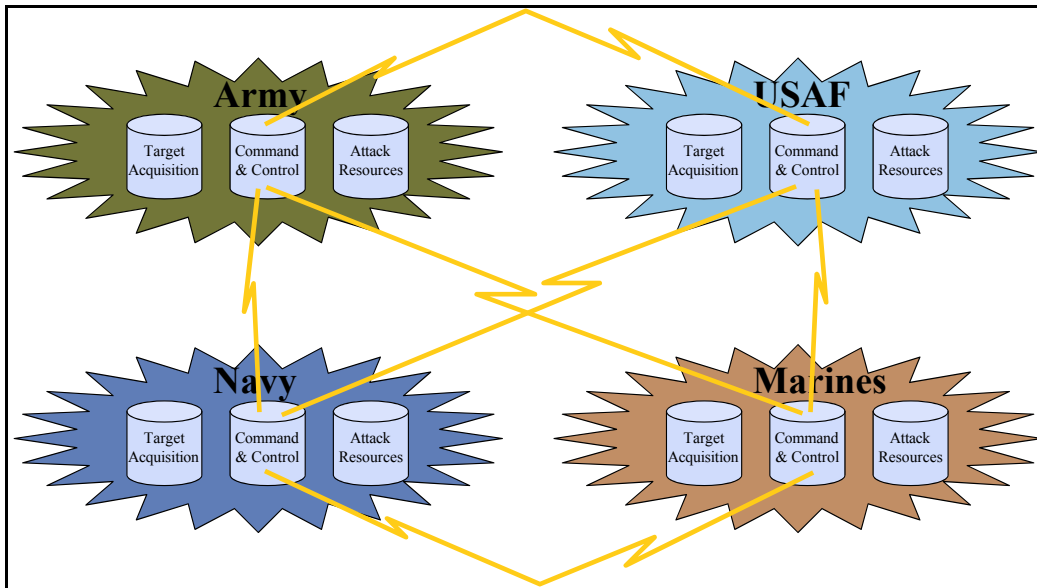 Army
Target
Acquisition
Command
& Control
Attack
Resources
USAF
Target
Acquisition
Command
& Control
Attack
Resources
Navy
Target
Acquisition
Command
& Control
Attack
Resources
Marines
Target
Acquisition
Command
& Control
Attack
Resources